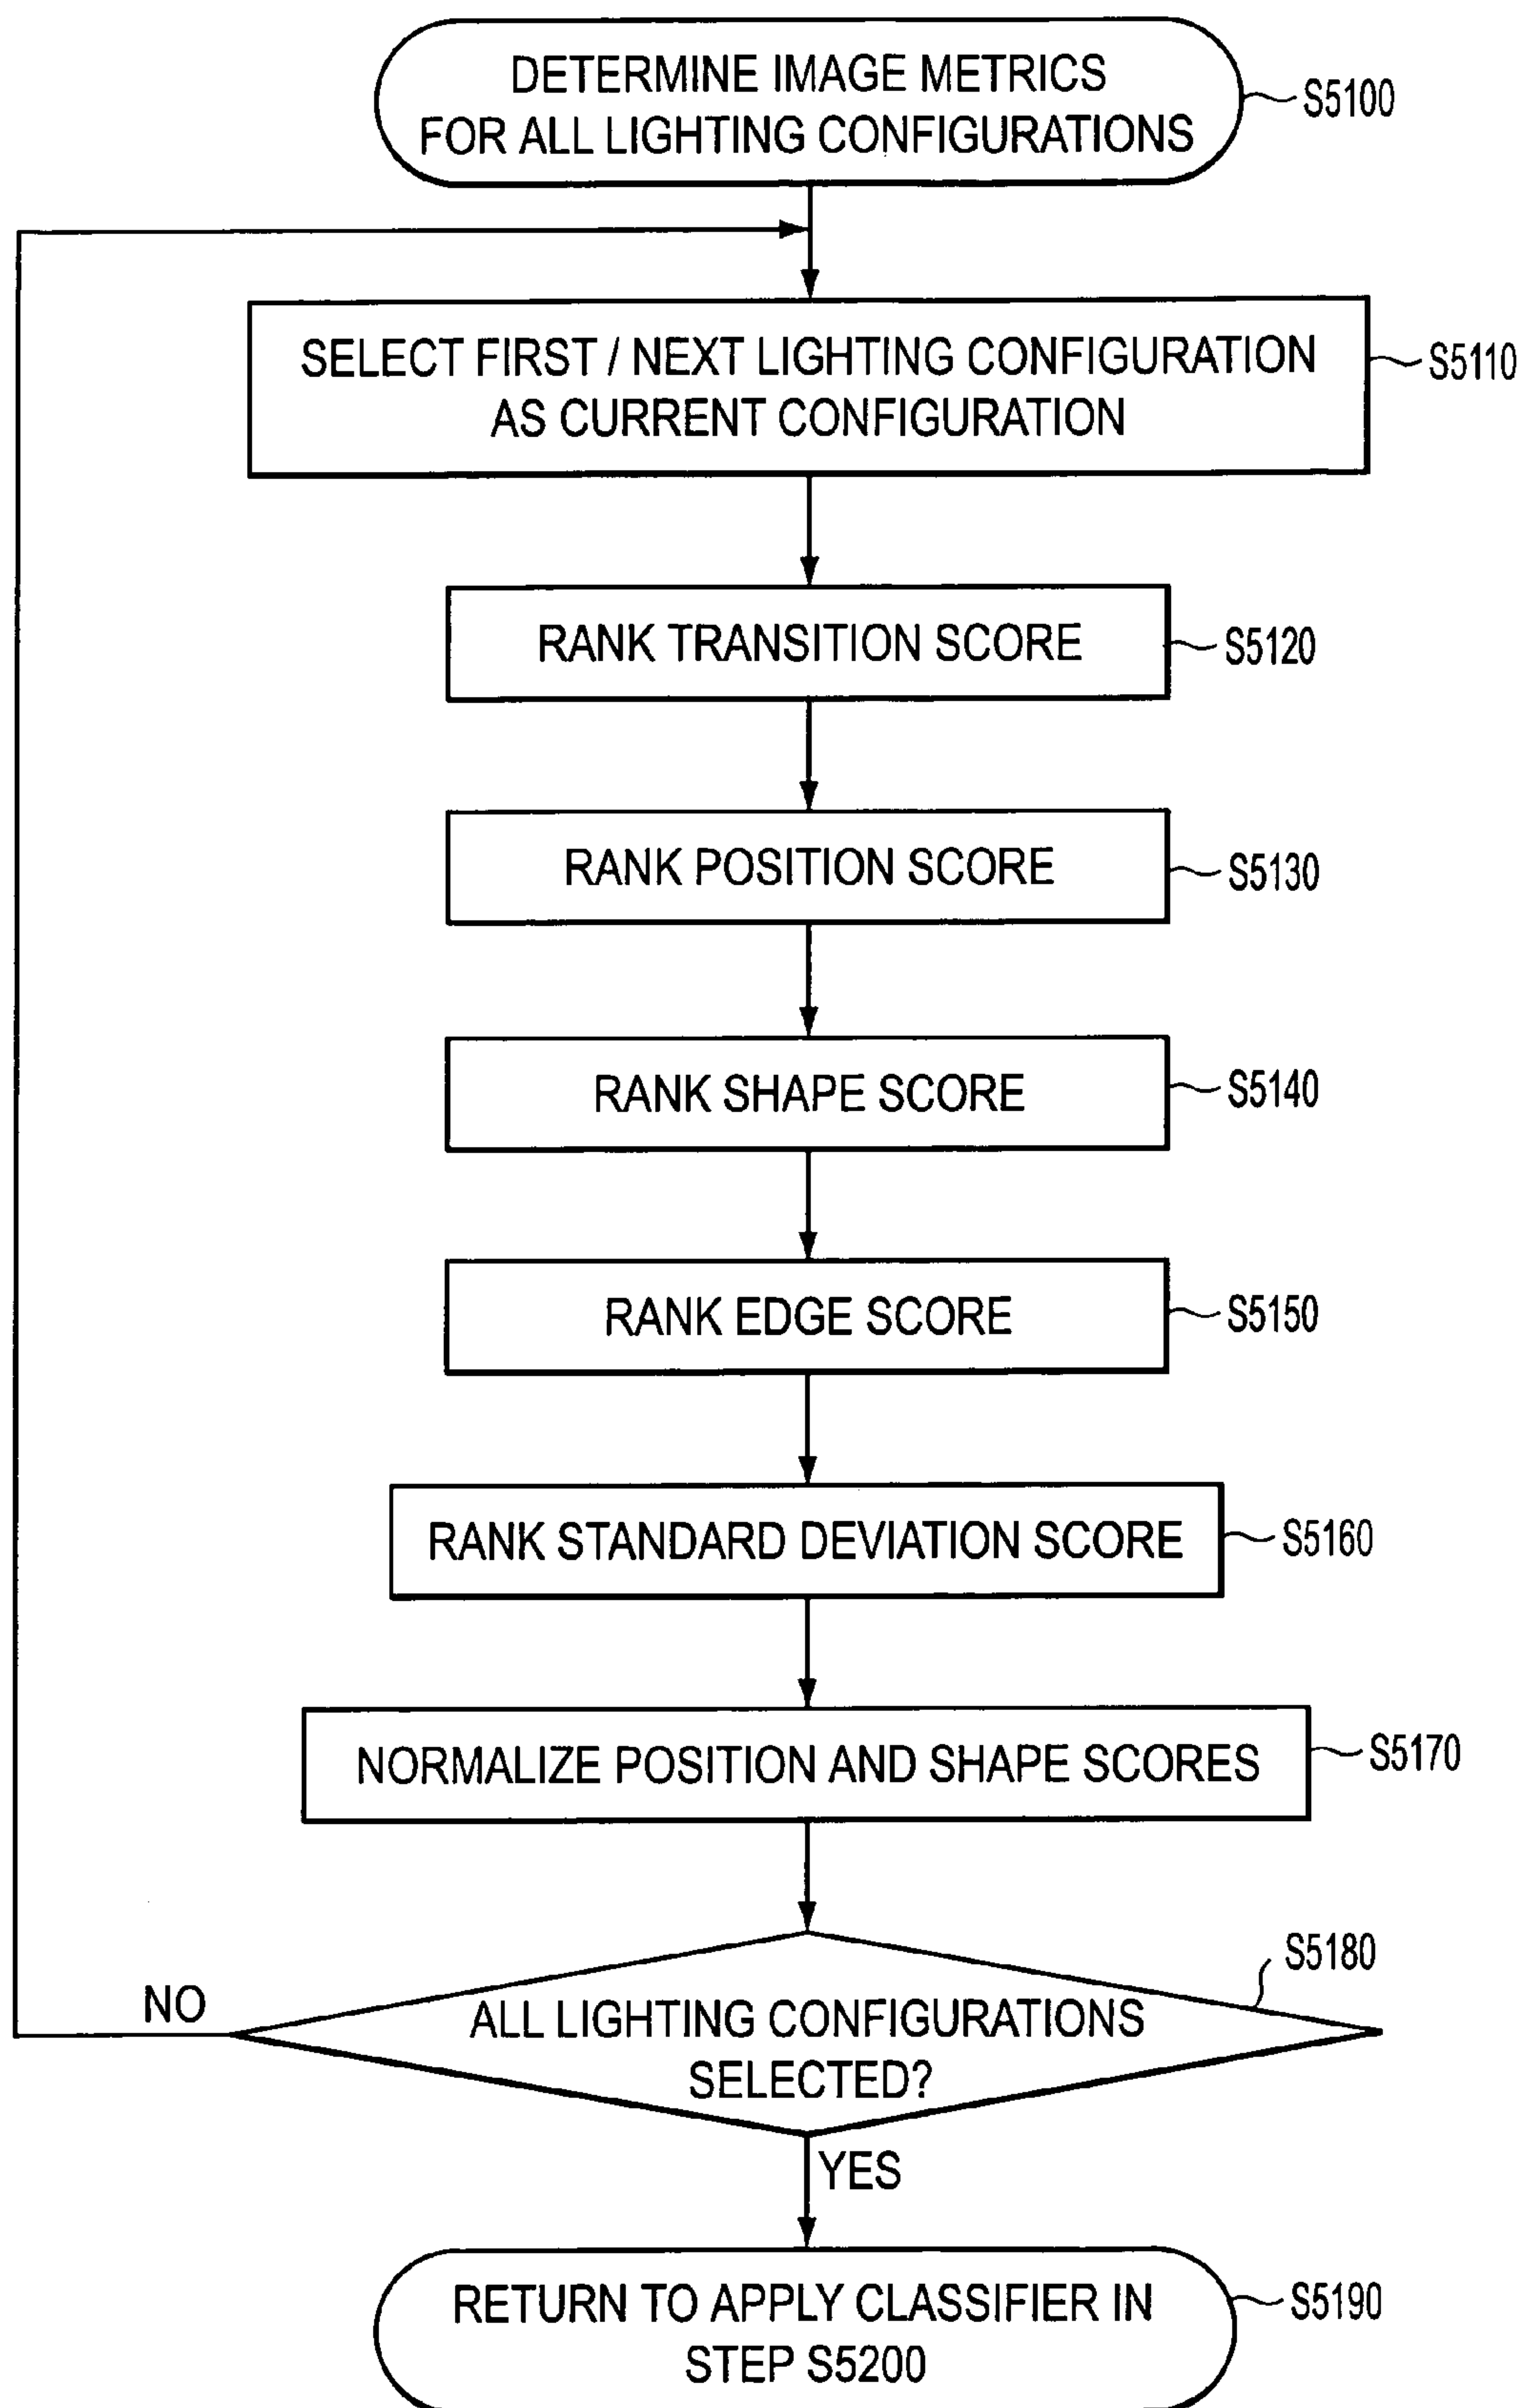 DETERMINE IMAGE METRICS
FOR ALL LIGHTING CONFIGURATIONS
S5100
SELECT FIRST / NEXT LIGHTING CONFIGURATION
AS CURRENT CONFIGURATION
S5110
RANK TRANSITION SCORE
S5120
RANK POSITION SCORE
S5130
RANK SHAPE SCORE
S5140
RANK EDGE SCORE
S5150
RANK STANDARD DEVIATION SCORE
S5160
NORMALIZE POSITION AND SHAPE SCORES
S5170
S5180
NO
ALL LIGHTING CONFIGURATIONS
SELECTED?
YES
RETURN TO APPLY CLASSIFIER IN
STEP S5200
S5190